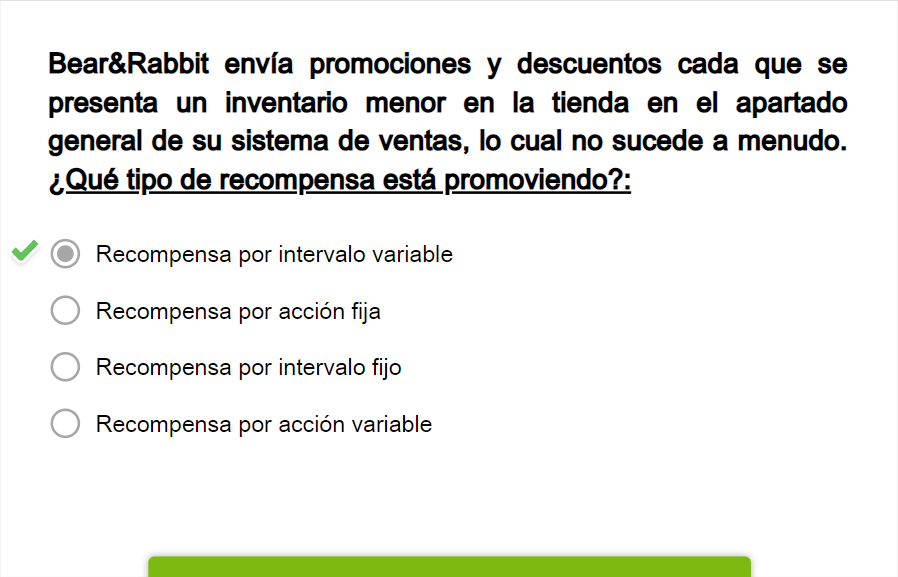 Bear&Rabbit envía promociones y descuentos cada que se
presenta un inventario menor en la tienda en el apartado
general de su sistema de ventas, lo cual no sucede a menudo.
¿Qué tipo de recompensa está promoviendo?:
Recompensa por intervalo variable
Recompensa por acción fija
Recompensa por intervalo fijo
Recompensa por acción variable